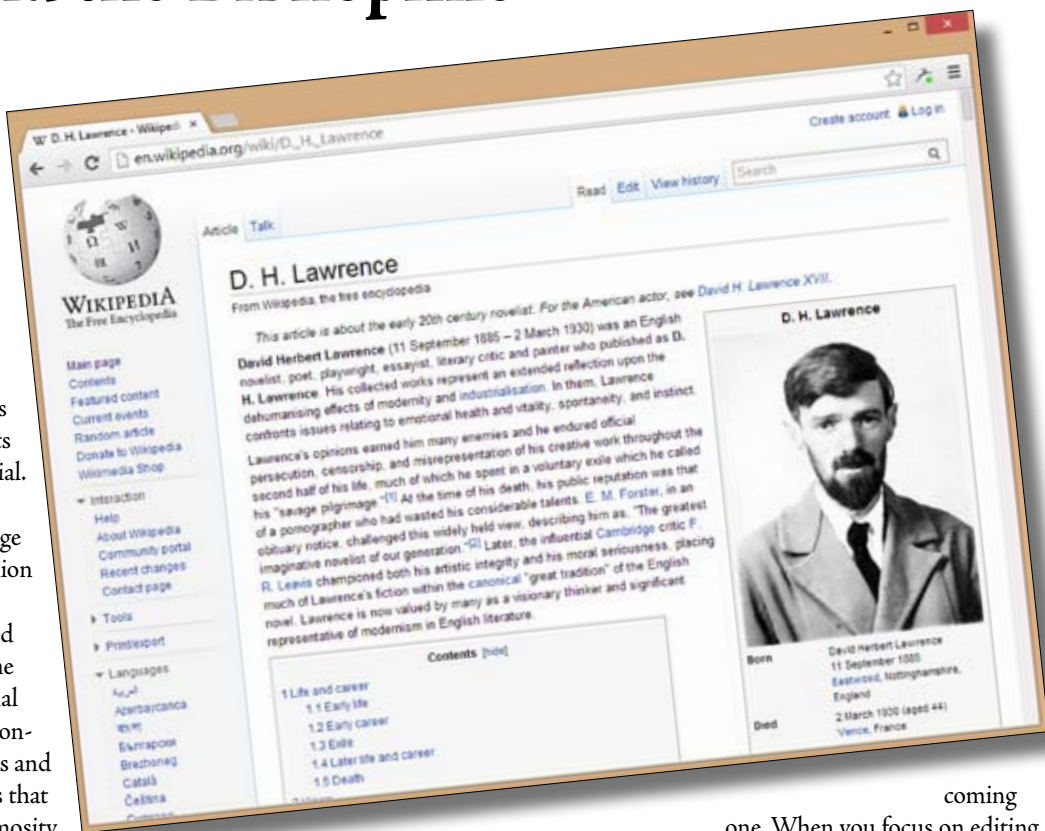 D. H. Lawrence - Wikiped
en.wikipedia.org/wiki/D._H._Lawrence
Create account Log in
Read Edit View history Search
Article Talk
WIKIPEDIA
The Free Encyclopedia
Main page
Contents
Featured content
Current events
Random article
Donate to Wikipedia
Wikimedia Shop
Interaction
Help
About Wikipedia
Community portal
Recent changes
Contact page
Tools
Print/export
Languages
العربية
Azərbaycanca
বাংলা
Български
Brezhoneg
Català
Čeština
D. H. Lawrence
From Wikipedia, the free encyclopedia
This article is about the early 20th century novelist. For the American actor, see David H. Lawrence XVII.
David Herbert Lawrence (11 September 1885 – 2 March 1930) was an English
novelist, poet, playwright, essayist, literary critic and painter who published as D.
H. Lawrence. His collected works represent an extended reflection upon the
dehumanising effects of modernity and industrialisation. In them, Lawrence
confronts issues relating to emotional health and vitality, spontaneity, and instinct.
Lawrence's opinions earned him many enemies and he endured official
persecution, censorship, and misrepresentation of his creative work throughout the
second half of his life, much of which he spent in a voluntary exile which he called
his "savage pilgrimage."[1] At the time of his death, his public reputation was that
of a pornographer who had wasted his considerable talents. E. M. Forster, in an
obituary notice, challenged this widely held view, describing him as, "The greatest
imaginative novelist of our generation."[2] Later, the influential Cambridge critic F.
R. Leavis championed both his artistic integrity and his moral seriousness, placing
much of Lawrence's fiction within the canonical "great tradition" of the English
novel. Lawrence is now valued by many as a visionary thinker and significant
representative of modernism in English literature.
Contents [hide]
1 Life and career
1.1 Early life
1.2 Early career
1.3 Exile
1.4 Later life and career
1.5 Death
D. H. Lawrence
Born David Herbert Lawrence
11 September 1885
Eastwood, Nottinghamshire,
England
Died 2 March 1930 (aged 44)
Vence, France
s
ts
ial.
ge
ion
d
ne
al
on-
s and
s that
mosity
coming
one. When you focus on editing